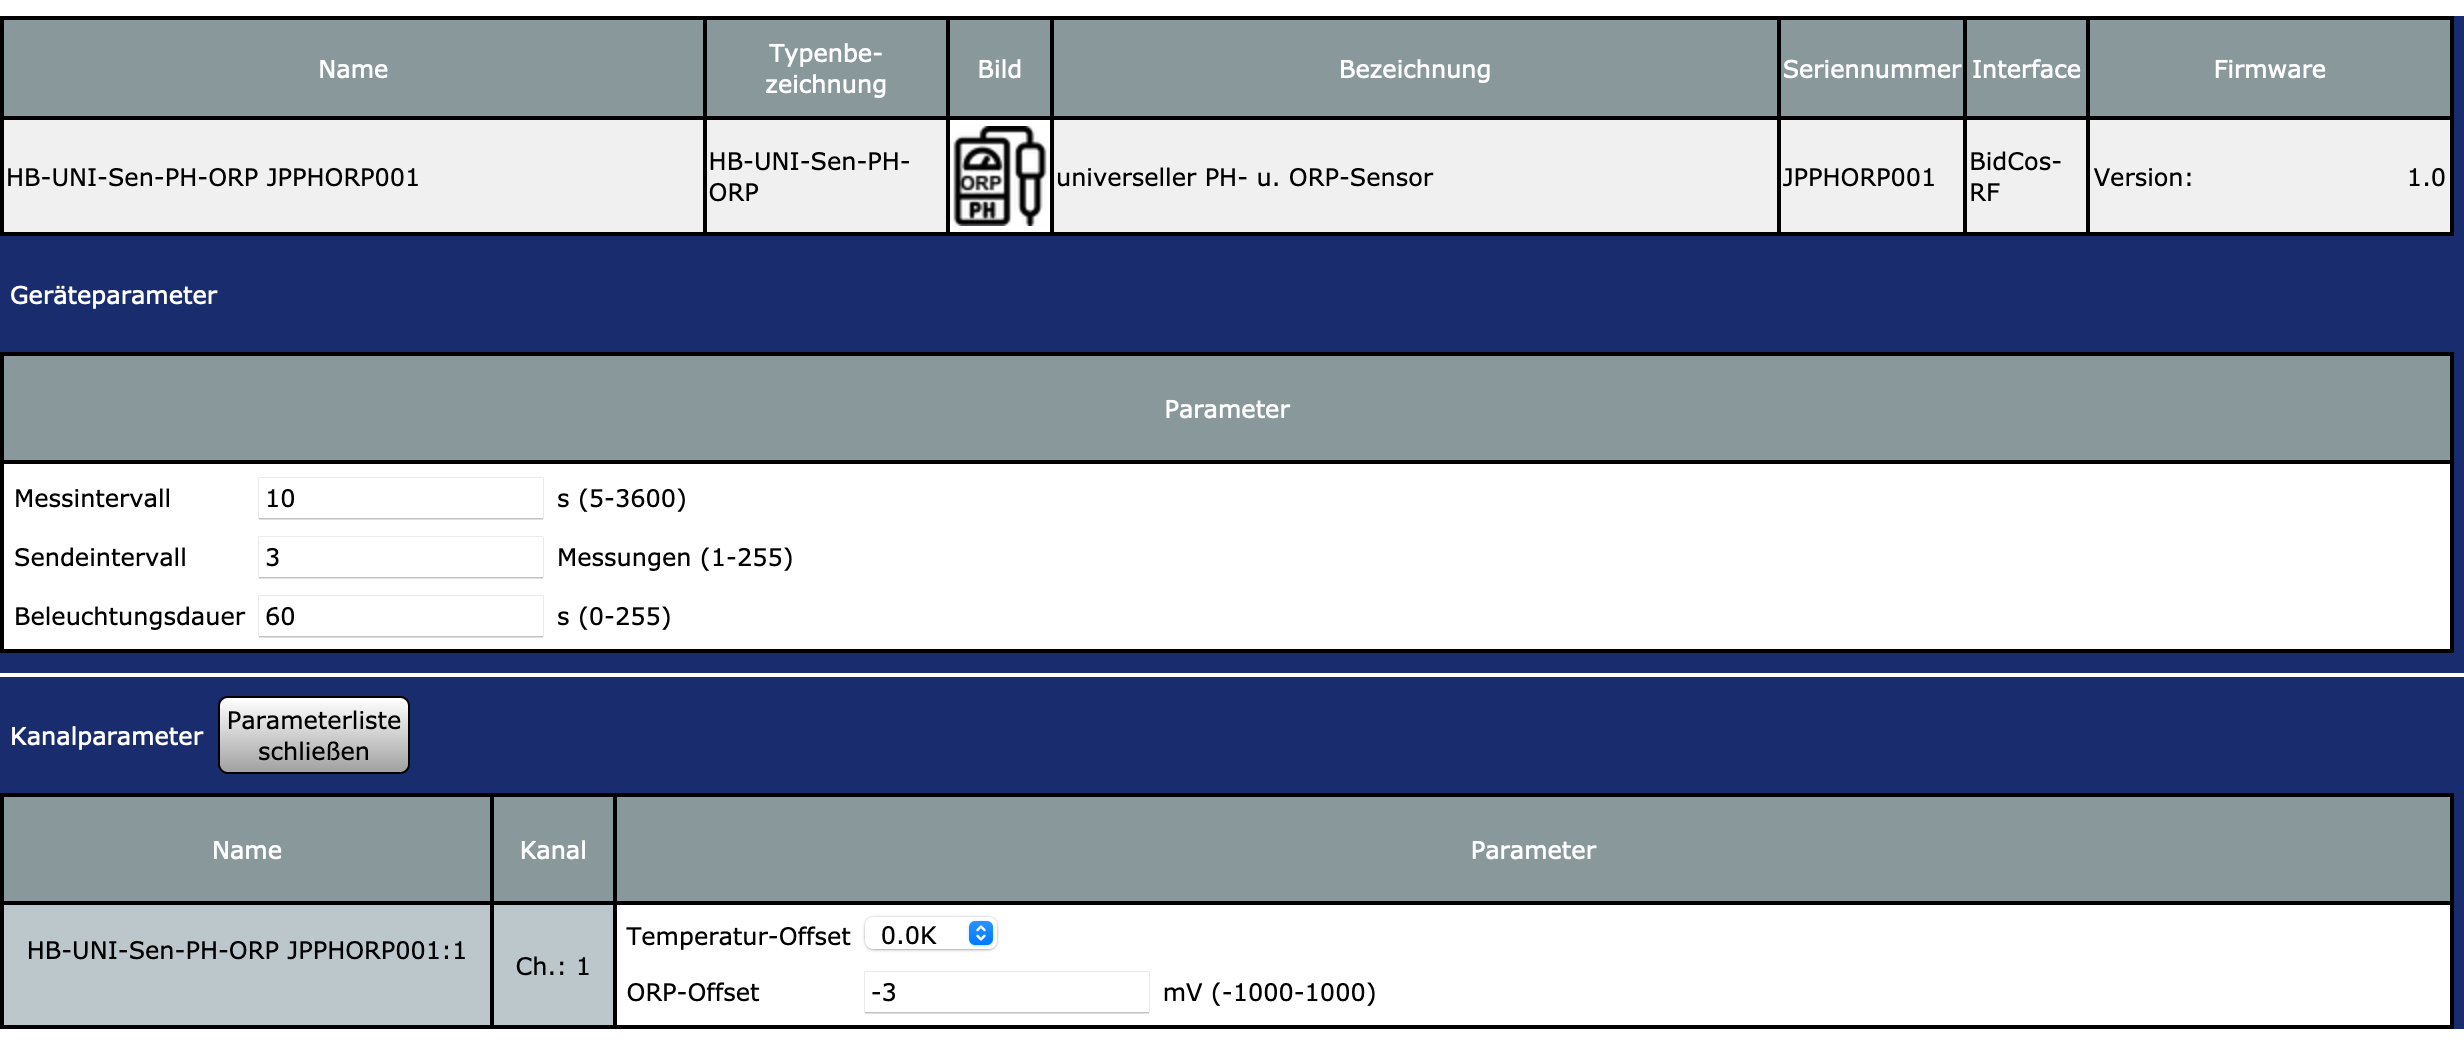 Name Typenbe-
zeichnung Bild Bezeichnung Seriennummer Interface Firmware
HB-UNI-Sen-PH-ORP JPPHORP001 HB-UNI-Sen-PH-
ORP ORP
PH universeller PH- u. ORP-Sensor JPPHORP001 BidCos-
RF Version: 1.0
Geräteparameter
Parameter
Messintervall 10 s (5-3600)
Sendeintervall 3 Messungen (1-255)
Beleuchtungsdauer 60 s (0-255)
Kanalparameter Parameterliste
schließen
Name Kanal Parameter
HB-UNI-Sen-PH-ORP JPPHORP001:1 Ch.: 1 Temperatur-Offset 0.0K
ORP-Offset -3 mV (-1000-1000)